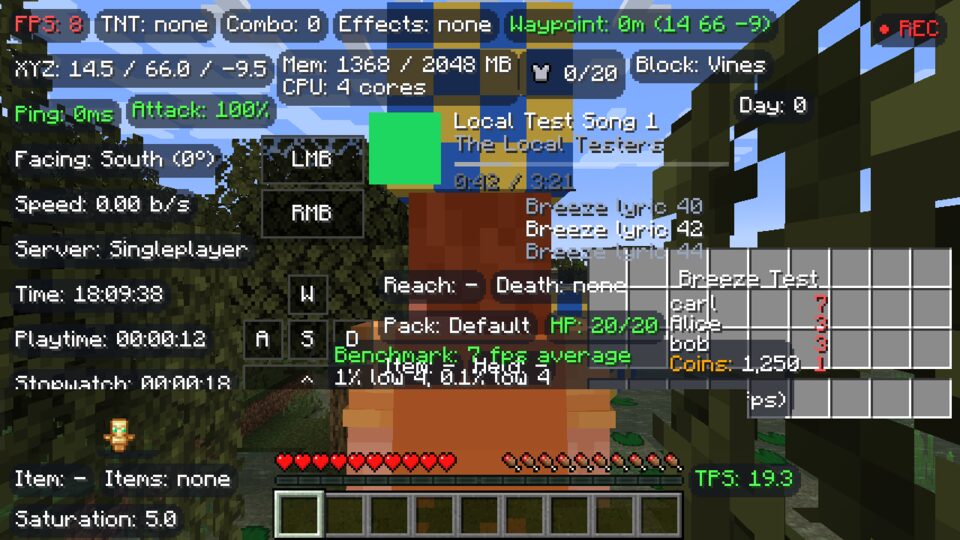 FPS: 8 TNT: none Combo: 0 Effects: none Waypoint: 0m (14 66 -9) REC
XYZ: 14.5 / 66.0 / -9.5 Mem: 1368 / 2048 MB 0/20 Block: Vines
CPU: 4 cores
Ping: 0ms Attack: 100% Day: 0
Local Test Song 1
The Local Testers
0:42 / 3:21
Facing: South (0°) LMB
Speed: 0.00 b/s RMB
Breeze lyric 40
Breeze lyric 42
Breeze lyric 44
Server: Singleplayer
Reach: - Death: none
Breeze Test
Time: 18:09:38 W
carl 7
Alice 3
bob 3
Coins: 1,250 1
Pack: Default HP: 20/20
Playtime: 00:00:12 A S D
Benchmark: 7 fps average
Item: - Held
1% low 4, 0.1% low 4
Stopwatch: 00:00:18 ^
ps)
Item: - Items: none TPS: 19.3
Saturation: 5.0